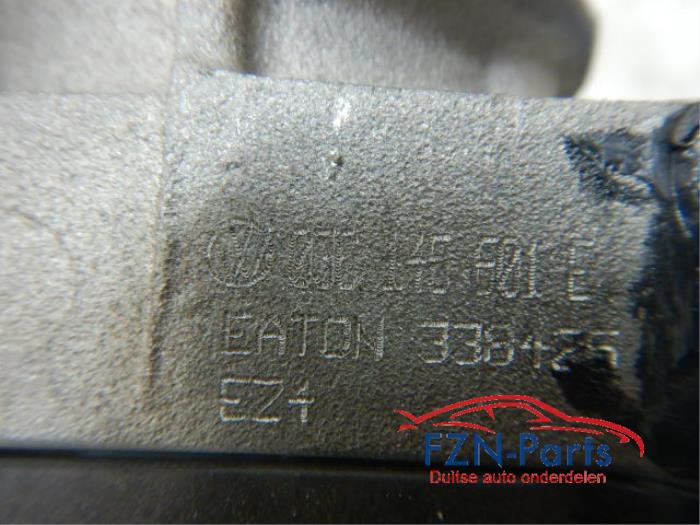 03C 145 601 E
EATON 338425
EZ4
FZN-Parts
Duitse auto onderdelen